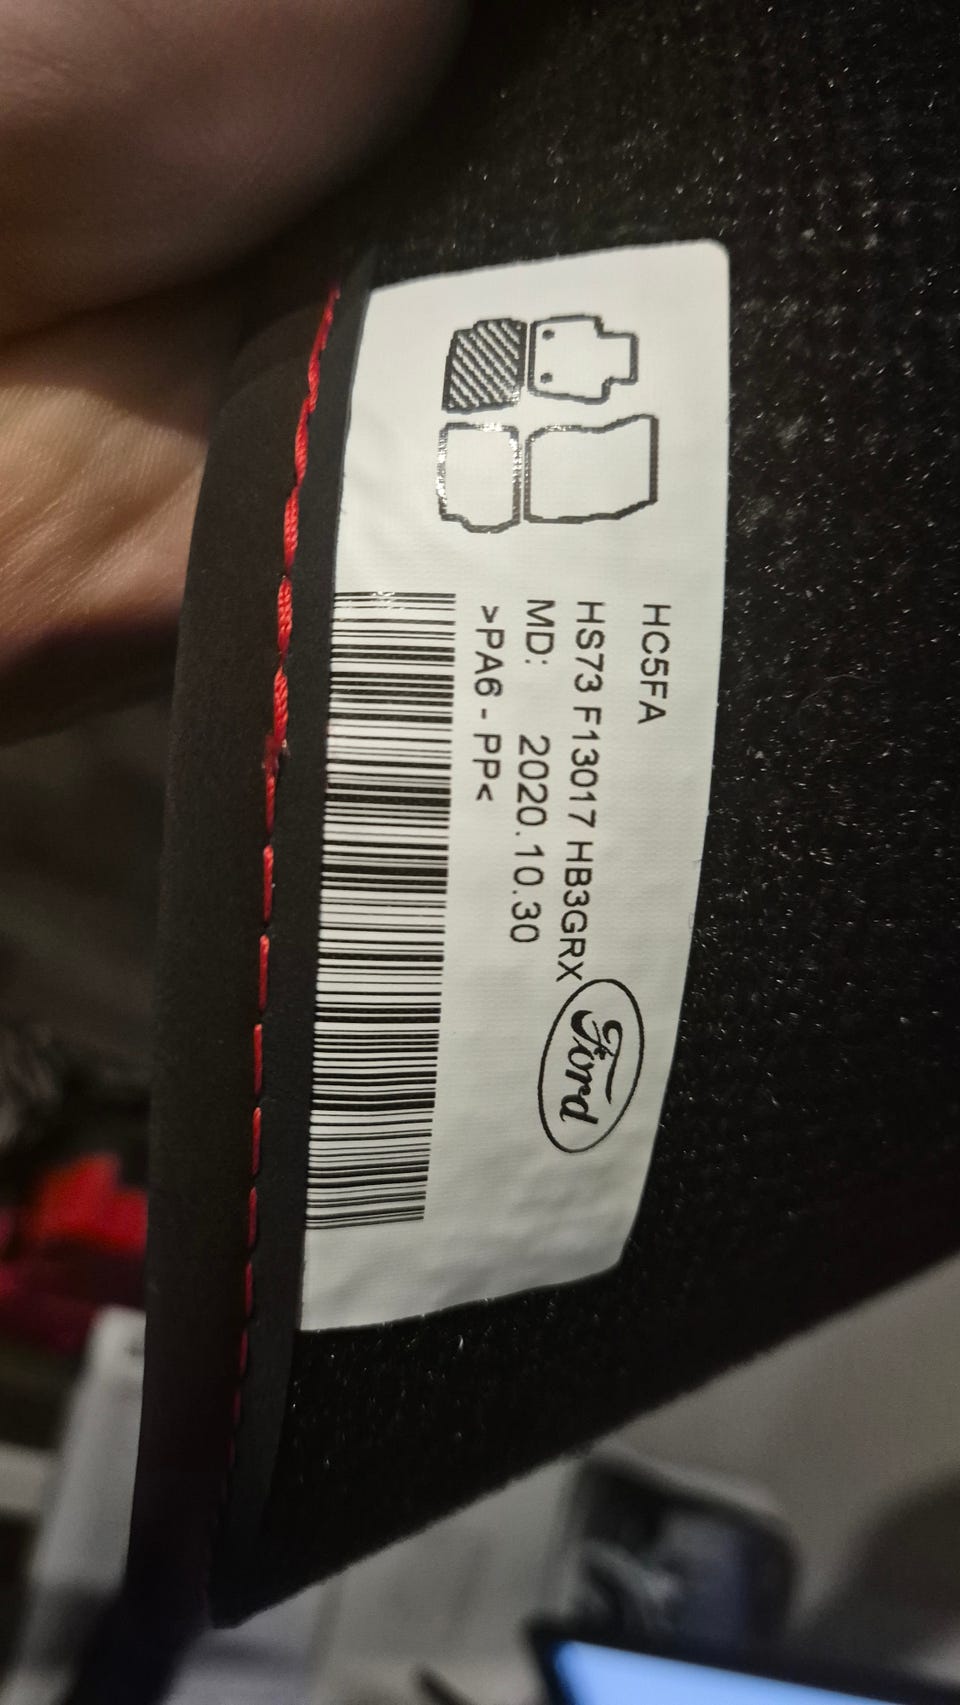 HC5FA
HS73 F13017 HB3GRX
MD: 2020.10.30
>PA6 - PP<
Ford